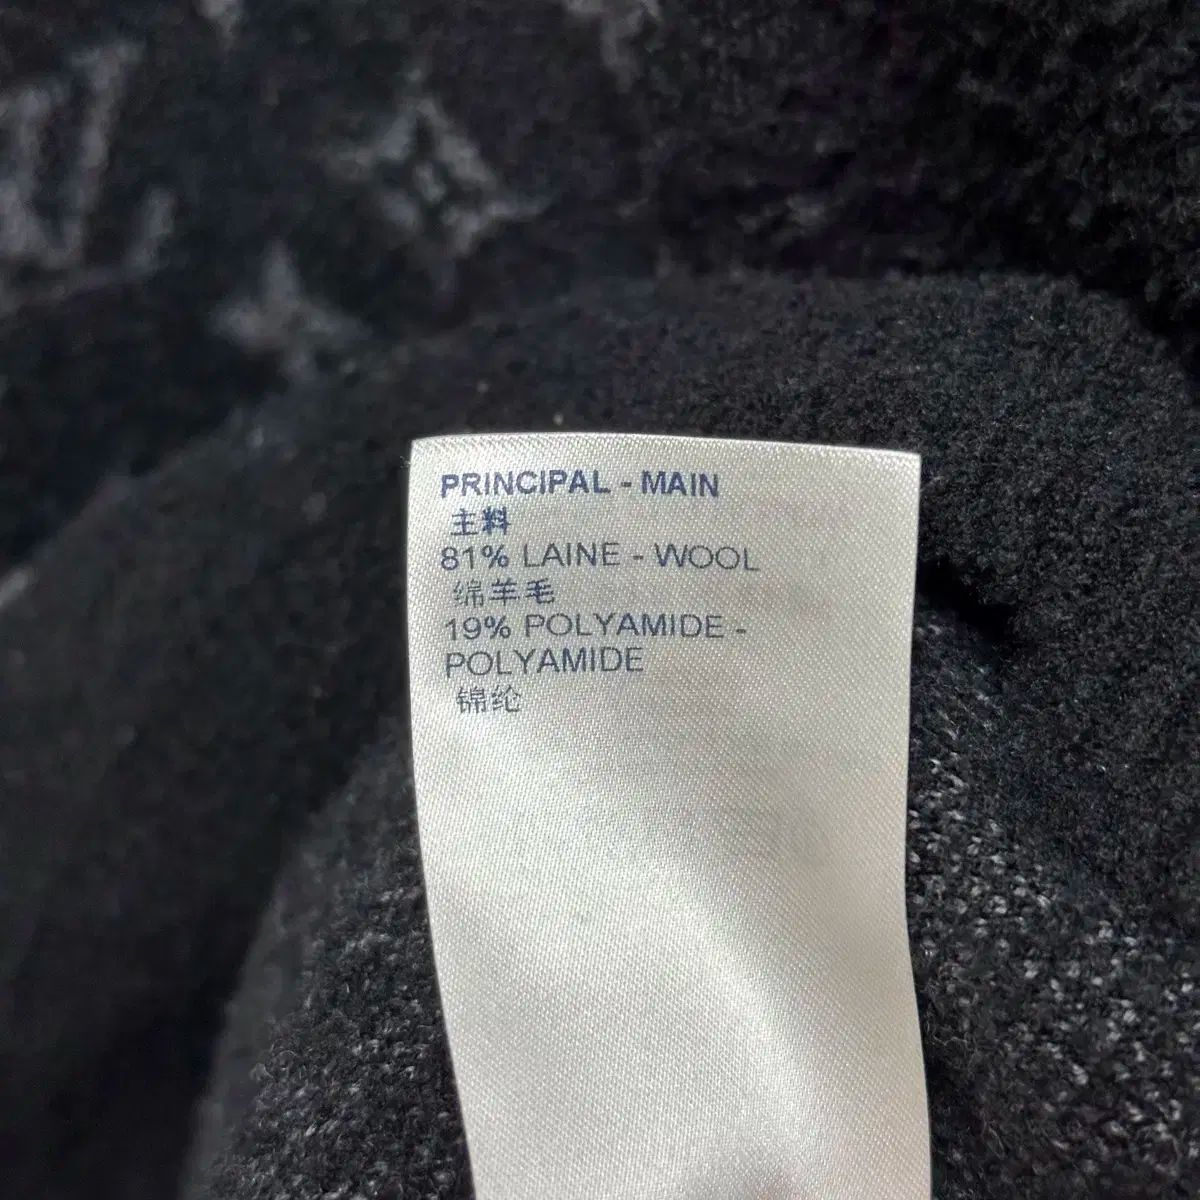 PRINCIPAL - MAIN
主料
81% LAINE - WOOL
绵羊毛
19% POLYAMIDE -
POLYAMIDE
锦纶